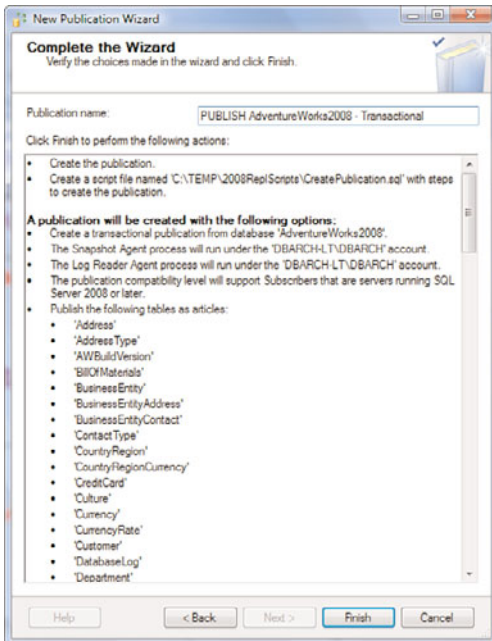 New Publication Wizard
Complete the Wizard
Verify the choices made in the wizard and click Finish.
Publication name:
PUBLISH AdventureWorks2008 - Transactional
Click Finish to perform the following actions:
• Create the publication.
• Create a script file named 'C:\TEMP\2008ReplScripts\CreatePublication.sql' with steps
to create the publication.
A publication will be created with the following options:
• Create a transactional publication from database 'AdventureWorks2008'.
• The Snapshot Agent process will run under the 'DBARCH-LT\DBARCH' account.
• The Log Reader Agent process will run under the 'DBARCH-LT\DBARCH' account.
• The publication compatibility level will support Subscribers that are servers running SQL
Server 2008 or later.
• Publish the following tables as articles:
• 'Address'
• 'AddressType'
• 'AWBuildVersion'
• 'BillOfMaterials'
• 'BusinessEntity'
• 'BusinessEntityAddress'
• 'BusinessEntityContact'
• 'ContactType'
• 'CountryRegion'
• 'CountryRegionCurrency'
• 'CreditCard'
• 'Culture'
• 'Currency'
• 'CurrencyRate'
• 'Customer'
• 'DatabaseLog'
• 'Department'
Help
< Back
Next >
Finish
Cancel